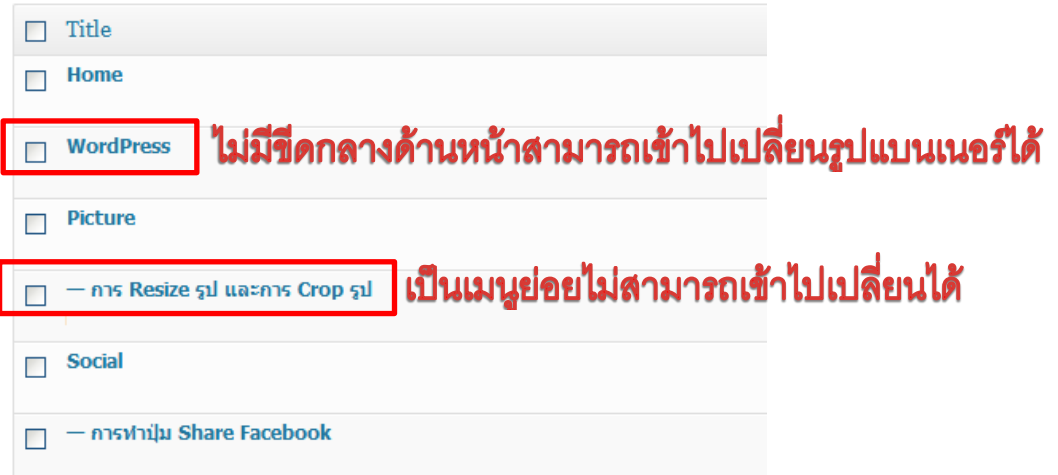 Title
Home
WordPress
ไม่มีขีดกลางด้านหน้าสามารถเข้าไปเปลี่ยนรูปแบนเนอร์ได้
Picture
— การ Resize รูป และการ Crop รูป
เป็นเมนูย่อยไม่สามารถเข้าไปเปลี่ยนได้
Social
— การทำปุ่ม Share Facebook